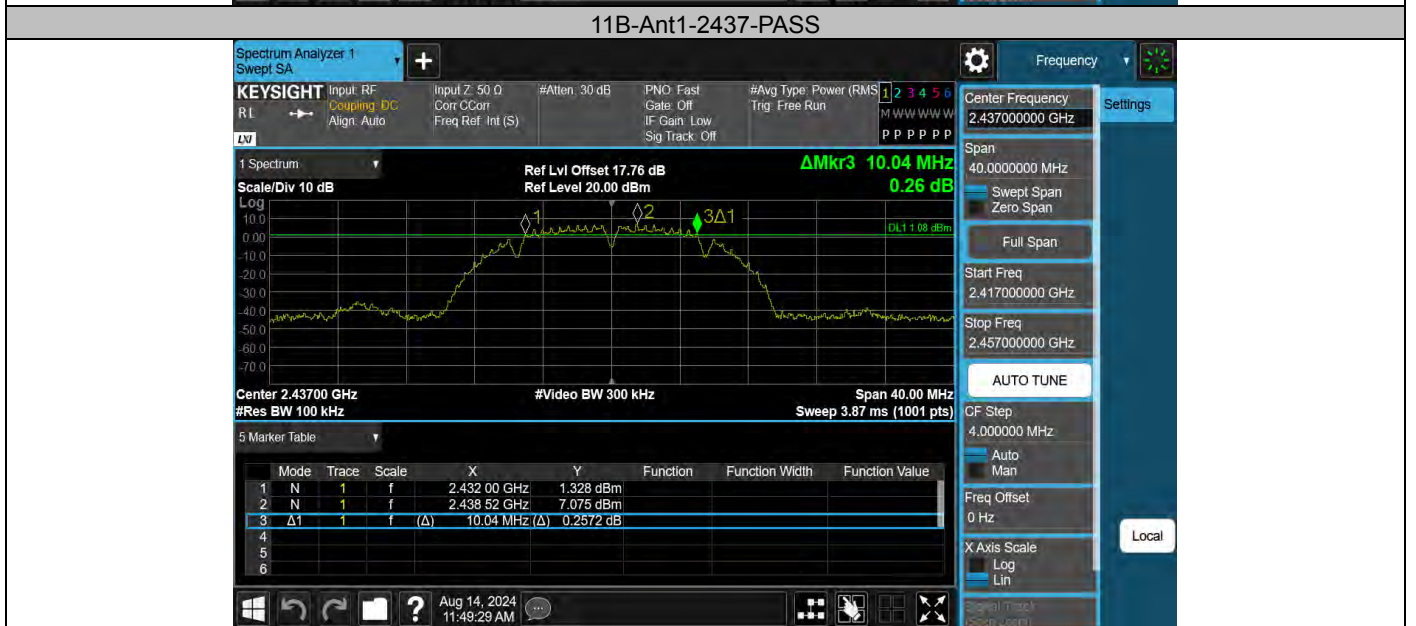 11B-Ant1-2437-PASS
Spectrum Analyzer 1
Swept SA
+
Frequency
KEYSIGHT Input: RF Input Z: 50 Ω #Atten: 30 dB PNO: Fast #Avg Type: Power (RMS 1 2 3 4 5 6
RL Coupling: DC Corr CCorr Gate: Off Trig: Free Run M W W W W W
Align: Auto Freq Ref: Int (S) IF Gain: Low
LXI Sig Track: Off P P P P P P
Center Frequency
2.437000000 GHz
Settings
Span
40.0000000 MHz
Swept Span
Zero Span
Full Span
Start Freq
2.417000000 GHz
Stop Freq
2.457000000 GHz
AUTO TUNE
CF Step
4.000000 MHz
Auto
Man
Freq Offset
0 Hz
X Axis Scale
Log
Lin
Signal Track
Local
1 Spectrum
Ref Lvl Offset 17.76 dB
ΔMkr3 10.04 MHz
Scale/Div 10 dB
Ref Level 20.00 dBm
0.26 dB
Log
10.0
0.00
-10.0
-20.0
-30.0
-40.0
-50.0
-60.0
-70.0
1
2
3Δ1
DL1 1.08 dBm
Center 2.43700 GHz #Video BW 300 kHz Span 40.00 MHz
#Res BW 100 kHz Sweep 3.87 ms (1001 pts)
5 Marker Table
Mode Trace Scale X Y Function Function Width Function Value
1 N 1 f 2.432 00 GHz 1.328 dBm
2 N 1 f 2.438 52 GHz 7.075 dBm
3 Δ1 1 f (Δ) 10.04 MHz (Δ) 0.2572 dB
4
5
6
? Aug 14, 2024
11:49:29 AM